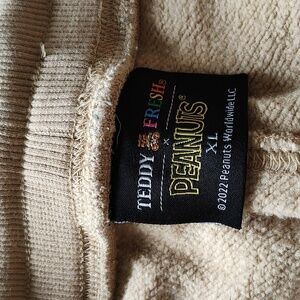 TEDDY FRESH®
x
PEANUTS®
XL
©2022 Peanuts Worldwide LLC